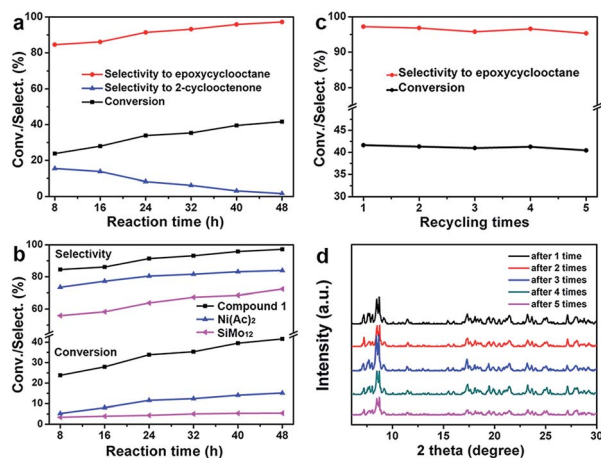 a
100
80
60
40
20
0
Conv./Select. (%)
Selectivity to epoxycyclooctane
Selectivity to 2-cyclooctenone
Conversion
8 16 24 32 40 48
Reaction time (h)
c
100
95
90
45
40
35
30
Conv./Select. (%)
Selectivity to epoxycyclooctane
Conversion
1 2 3 4 5
Recycling times
b
100
80
60
40
30
20
10
0
Conv./Select. (%)
Selectivity
Compound 1
Ni(Ac)2
SiMo12
Conversion
8 16 24 32 40 48
Reaction time (h)
d
Intensity (a.u.)
after 1 time
after 2 times
after 3 times
after 4 times
after 5 times
10 15 20 25 30
2 theta (degree)